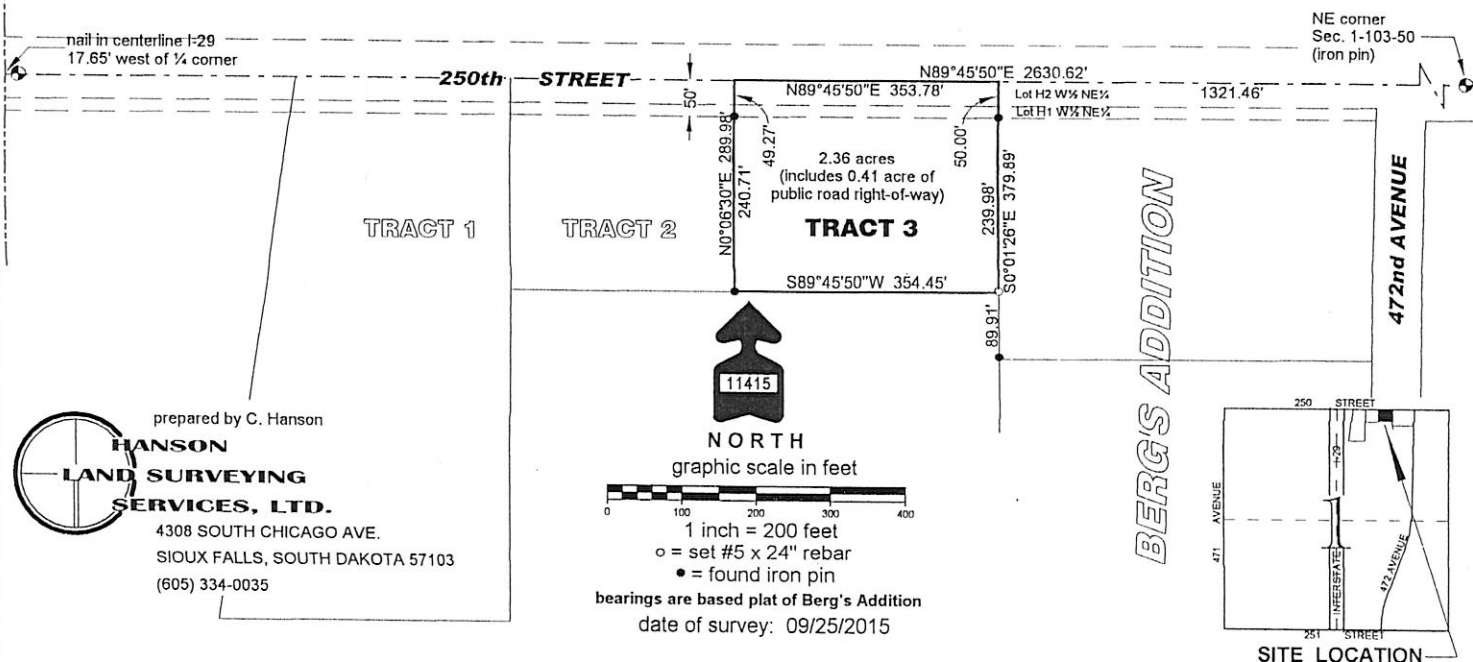 nail in centerline I-29
17.65' west of ¼ corner
NE corner
Sec. 1-103-50
(iron pin)
250th STREET
50'
N89°45'50"E 2630.62'
N89°45'50"E 353.78'
Lot H2 W½ NE¼
1321.46'
Lot H1 W½ NE¼
N0°06'30"E 289.98'
49.27'
240.71'
50.00'
239.98'
S0°01'26"E 379.89'
2.36 acres
(includes 0.41 acre of
public road right-of-way)
TRACT 1
TRACT 2
TRACT 3
S89°45'50"W 354.45'
89.91'
BERG'S ADDITION
472nd AVENUE
11415
NORTH
graphic scale in feet
0 100 200 300 400
1 inch = 200 feet
o = set #5 x 24" rebar
● = found iron pin
bearings are based plat of Berg's Addition
date of survey: 09/25/2015
prepared by C. Hanson
HANSON
LAND SURVEYING
SERVICES, LTD.
4308 SOUTH CHICAGO AVE.
SIOUX FALLS, SOUTH DAKOTA 57103
(605) 334-0035
250 STREET
29
471 AVENUE
INTERSTATE
472 AVENUE
251 STREET
SITE LOCATION